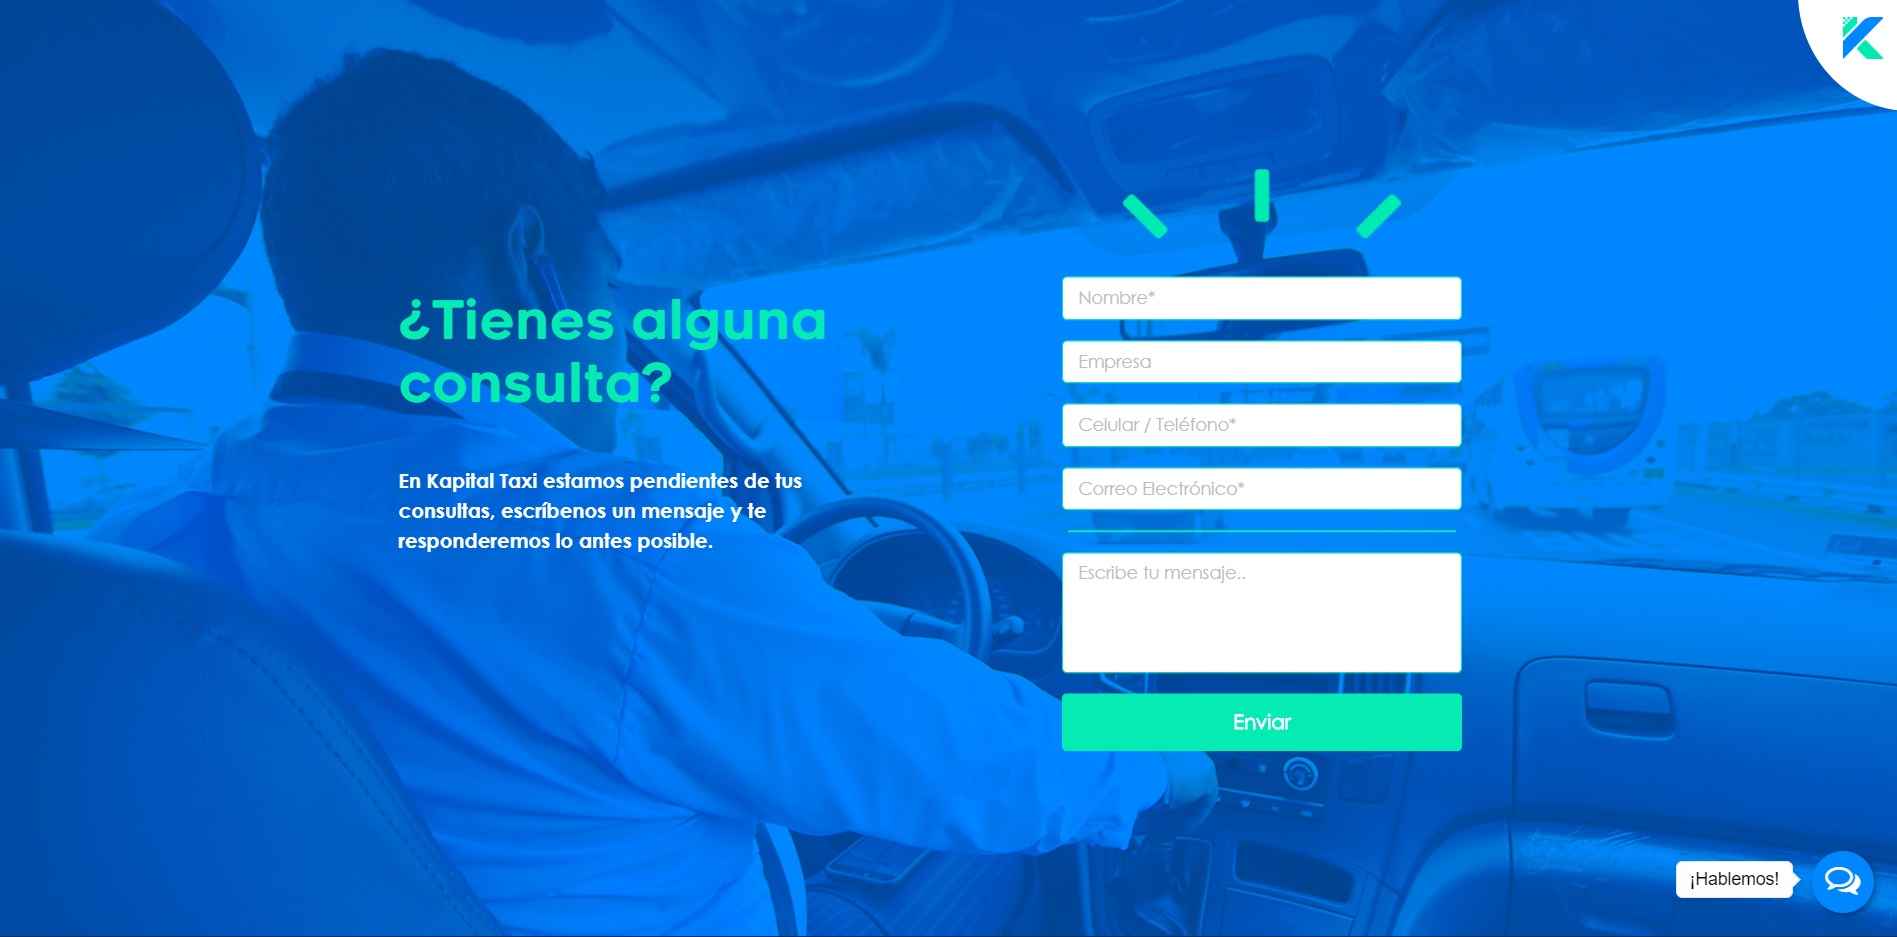 ¿Tienes alguna
consulta?
En Kapital Taxi estamos pendientes de tus
consultas, escríbenos un mensaje y te
responderemos lo antes posible.
Nombre*
Empresa
Celular / Teléfono*
Correo Electrónico*
Escribe tu mensaje..
Enviar
¡Hablemos!